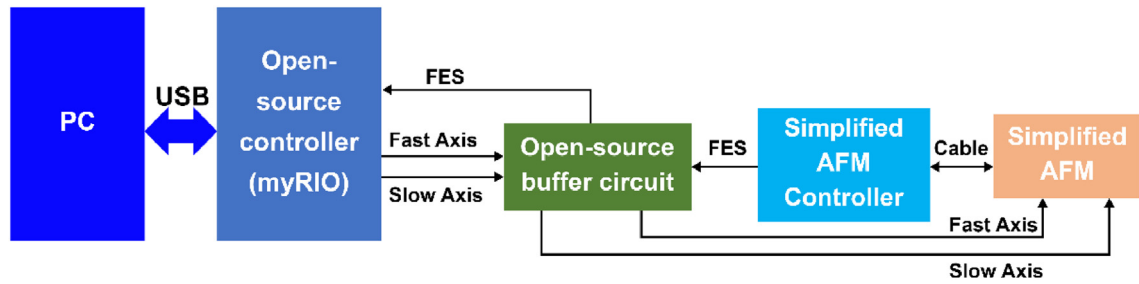 PC
USB
Open-
source
controller
(myRIO)
FES
Fast Axis
Slow Axis
Open-source
buffer circuit
FES
Simplified
AFM
Controller
Cable
Simplified
AFM
Fast Axis
Slow Axis